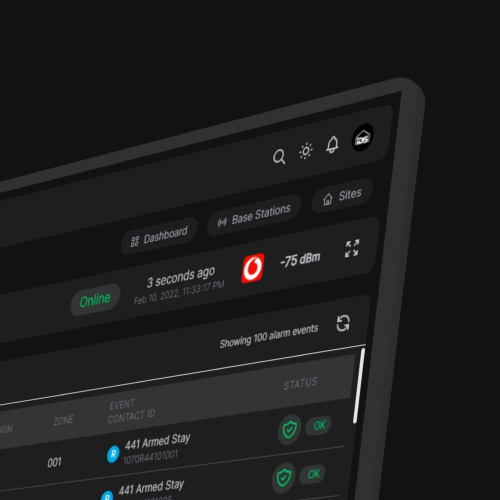 iDS
Dashboard
Base Stations
Sites
Online
3 seconds ago
Feb 10, 2022, 11:33:17 PM
-75 dBm
Showing 100 alarm events
ION
ZONE
EVENT
CONTACT ID
STATUS
001
R
441 Armed Stay
1070R44101001
OK
R
441 Armed Stay
OK